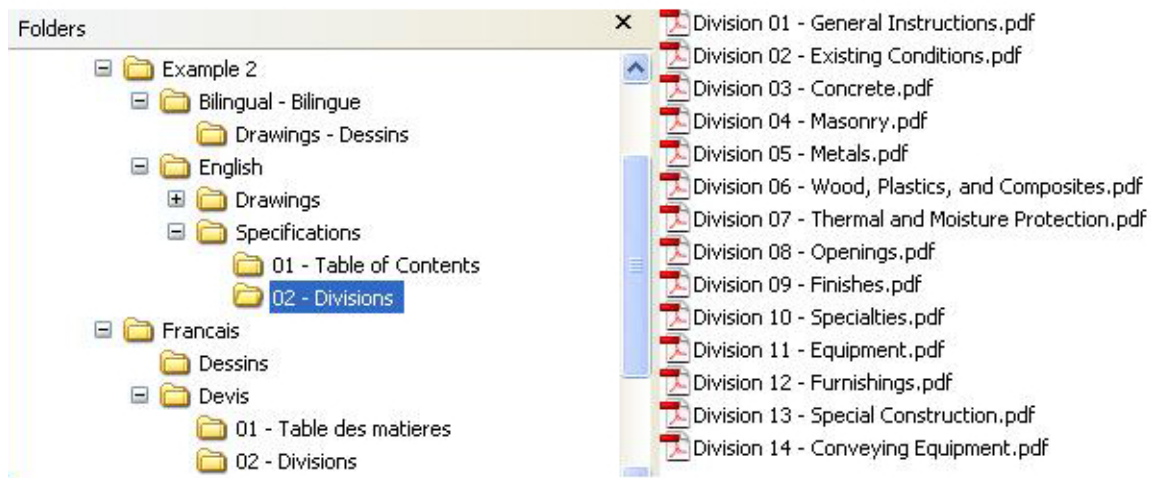 Folders
Example 2
Bilingual - Bilingue
Drawings - Dessins
English
Drawings
Specifications
01 - Table of Contents
02 - Divisions
Francais
Dessins
Devis
01 - Table des matieres
02 - Divisions
Division 01 - General Instructions.pdf
Division 02 - Existing Conditions.pdf
Division 03 - Concrete.pdf
Division 04 - Masonry.pdf
Division 05 - Metals.pdf
Division 06 - Wood, Plastics, and Composites.pdf
Division 07 - Thermal and Moisture Protection.pdf
Division 08 - Openings.pdf
Division 09 - Finishes.pdf
Division 10 - Specialties.pdf
Division 11 - Equipment.pdf
Division 12 - Furnishings.pdf
Division 13 - Special Construction.pdf
Division 14 - Conveying Equipment.pdf